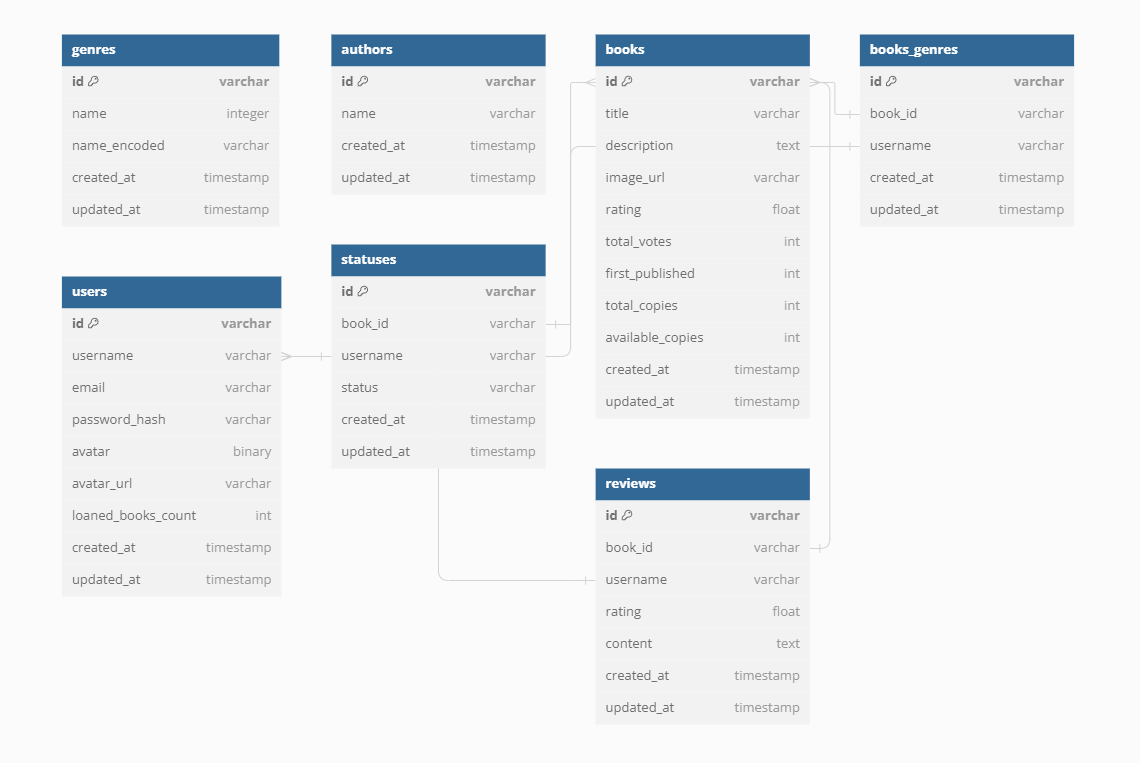 genres
id varchar
name integer
name_encoded varchar
created_at timestamp
updated_at timestamp
authors
id varchar
name varchar
created_at timestamp
updated_at timestamp
books
id varchar
title varchar
description text
image_url varchar
rating float
total_votes int
first_published int
total_copies int
available_copies int
created_at timestamp
updated_at timestamp
books_genres
id varchar
book_id varchar
username varchar
created_at timestamp
updated_at timestamp
users
id varchar
username varchar
email varchar
password_hash varchar
avatar binary
avatar_url varchar
loaned_books_count int
created_at timestamp
updated_at timestamp
statuses
id varchar
book_id varchar
username varchar
status varchar
created_at timestamp
updated_at timestamp
reviews
id varchar
book_id varchar
username varchar
rating float
content text
created_at timestamp
updated_at timestamp